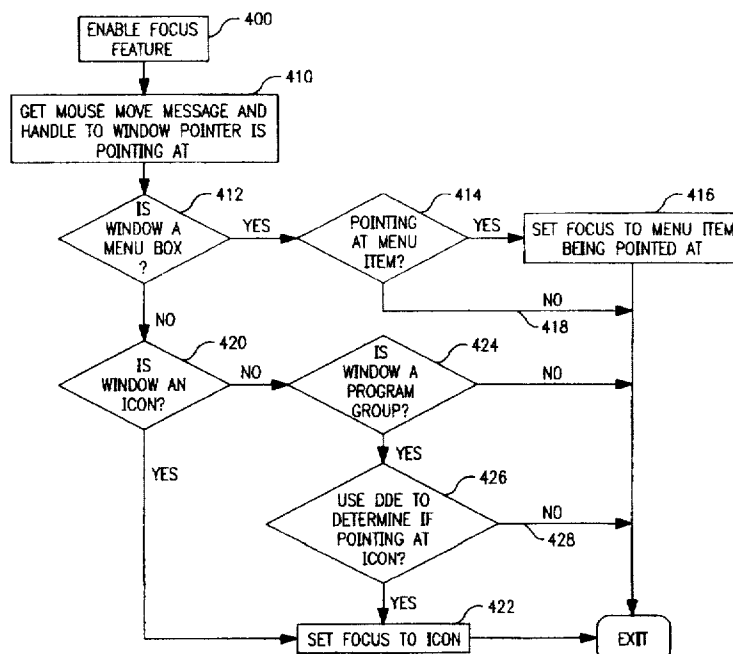 ENABLE FOCUS
FEATURE
400
410
GET MOUSE MOVE MESSAGE AND
HANDLE TO WINDOW POINTER IS
POINTING AT
412
IS
WINDOW A
MENU BOX
?
YES
414
POINTING
AT MENU
ITEM?
YES
416
SET FOCUS TO MENU ITEM
BEING POINTED AT
NO
418
NO
420
IS
WINDOW AN
ICON?
NO
424
IS
WINDOW A
PROGRAM
GROUP?
NO
YES
YES
426
USE DDE TO
DETERMINE IF
POINTING AT
ICON?
NO
428
YES
422
SET FOCUS TO ICON
EXIT